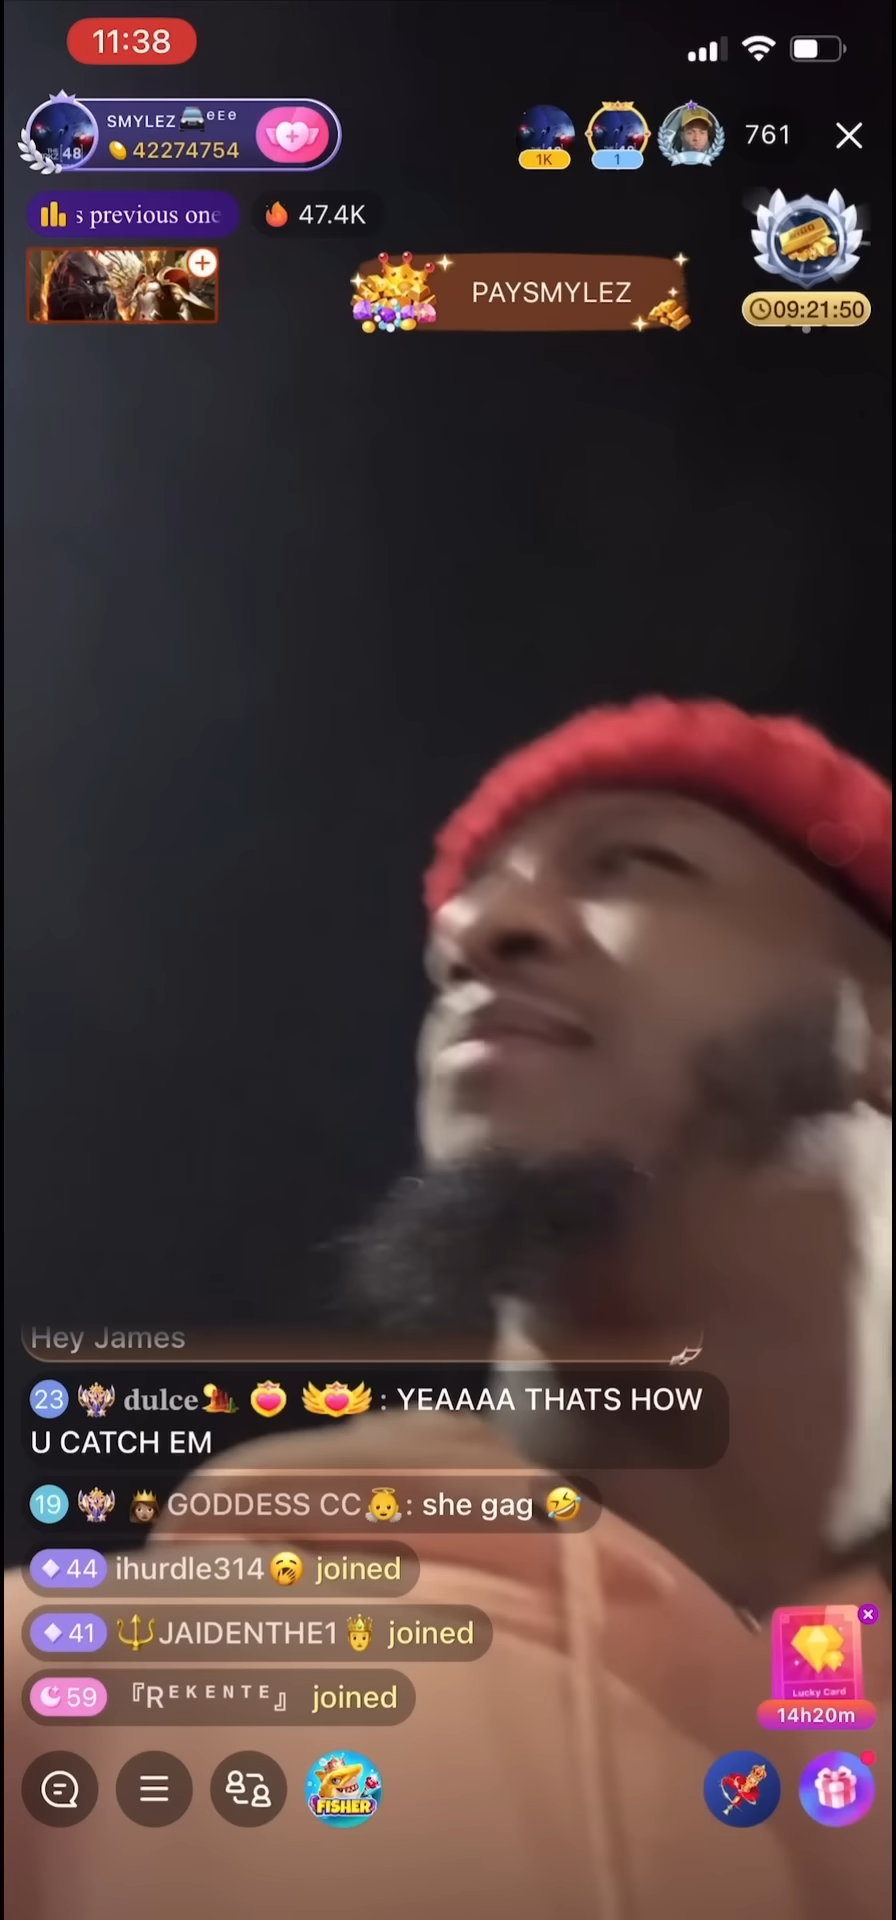 11:38
SMYLEZ🚘ᵉᴱᵉ
42274754
48
1K
1
761
s previous one
47.4K
PAYSMYLEZ
09:21:50
Hey James
23 dulce : YEAAAA THATS HOW
U CATCH EM
19 GODDESS CC : she gag 🤣
44 ihurdle314🥱 joined
41 🔱JAIDENTHE1🤴 joined
59 『Rᴱᴷᴱᴺᵀᴱ』 joined
Lucky Card
14h20m
FISHER